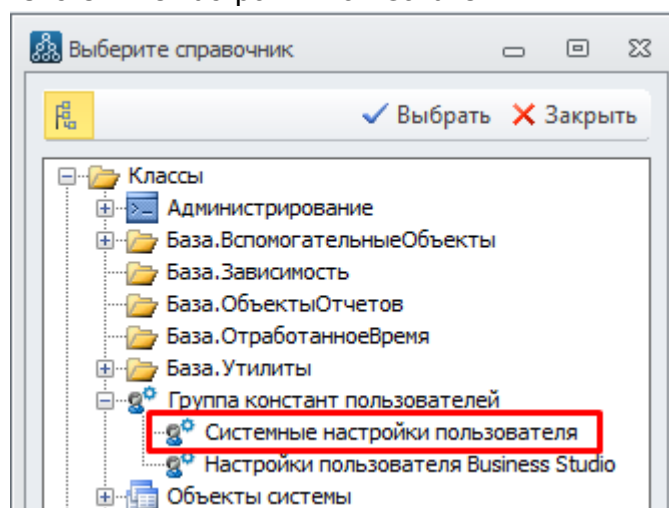 Выберите справочник
Выбрать Закрыть
Классы
Администрирование
База.ВспомогательныеОбъекты
База.Зависимость
База.ОбъектыОтчетов
База.ОтработанноеВремя
База.Утилиты
Группа констант пользователей
Системные настройки пользователя
Настройки пользователя Business Studio
Объекты системы